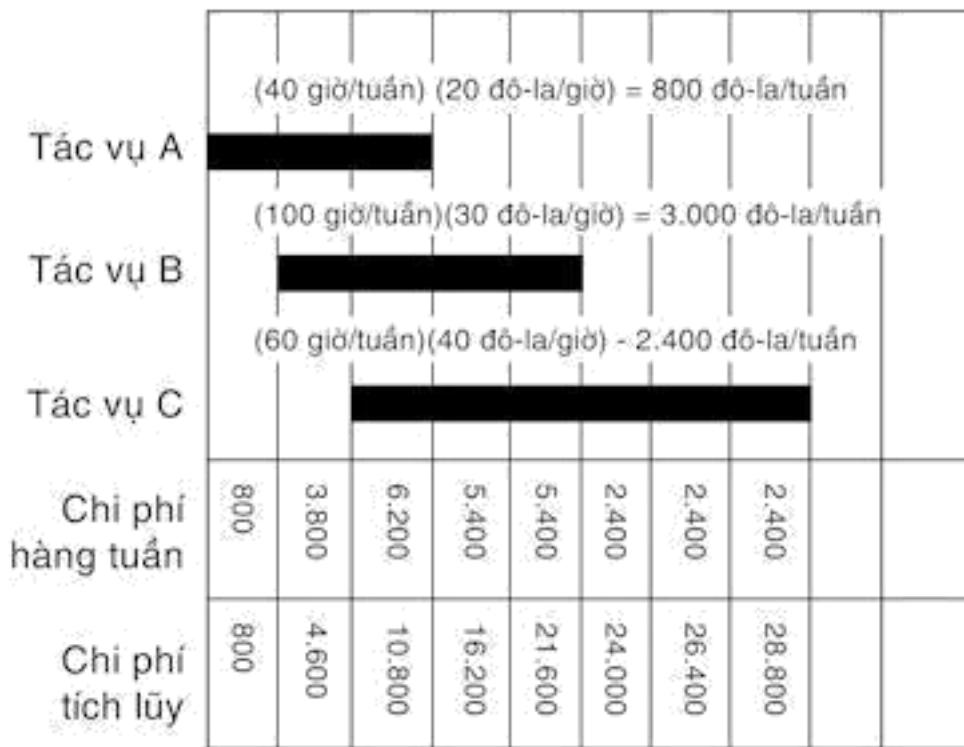 (40 giờ/tuần) (20 đô-la/giờ) = 800 đô-la/tuần
Tác vụ A
(100 giờ/tuần)(30 đô-la/giờ) = 3.000 đô-la/tuần
Tác vụ B
(60 giờ/tuần)(40 đô-la/giờ) - 2.400 đô-la/tuần
Tác vụ C
Chi phí hàng tuần 800 3.800 6.200 5.400 5.400 2.400 2.400 2.400
Chi phí tích lũy 800 4.600 10.800 16.200 21.600 24.000 26.400 28.800